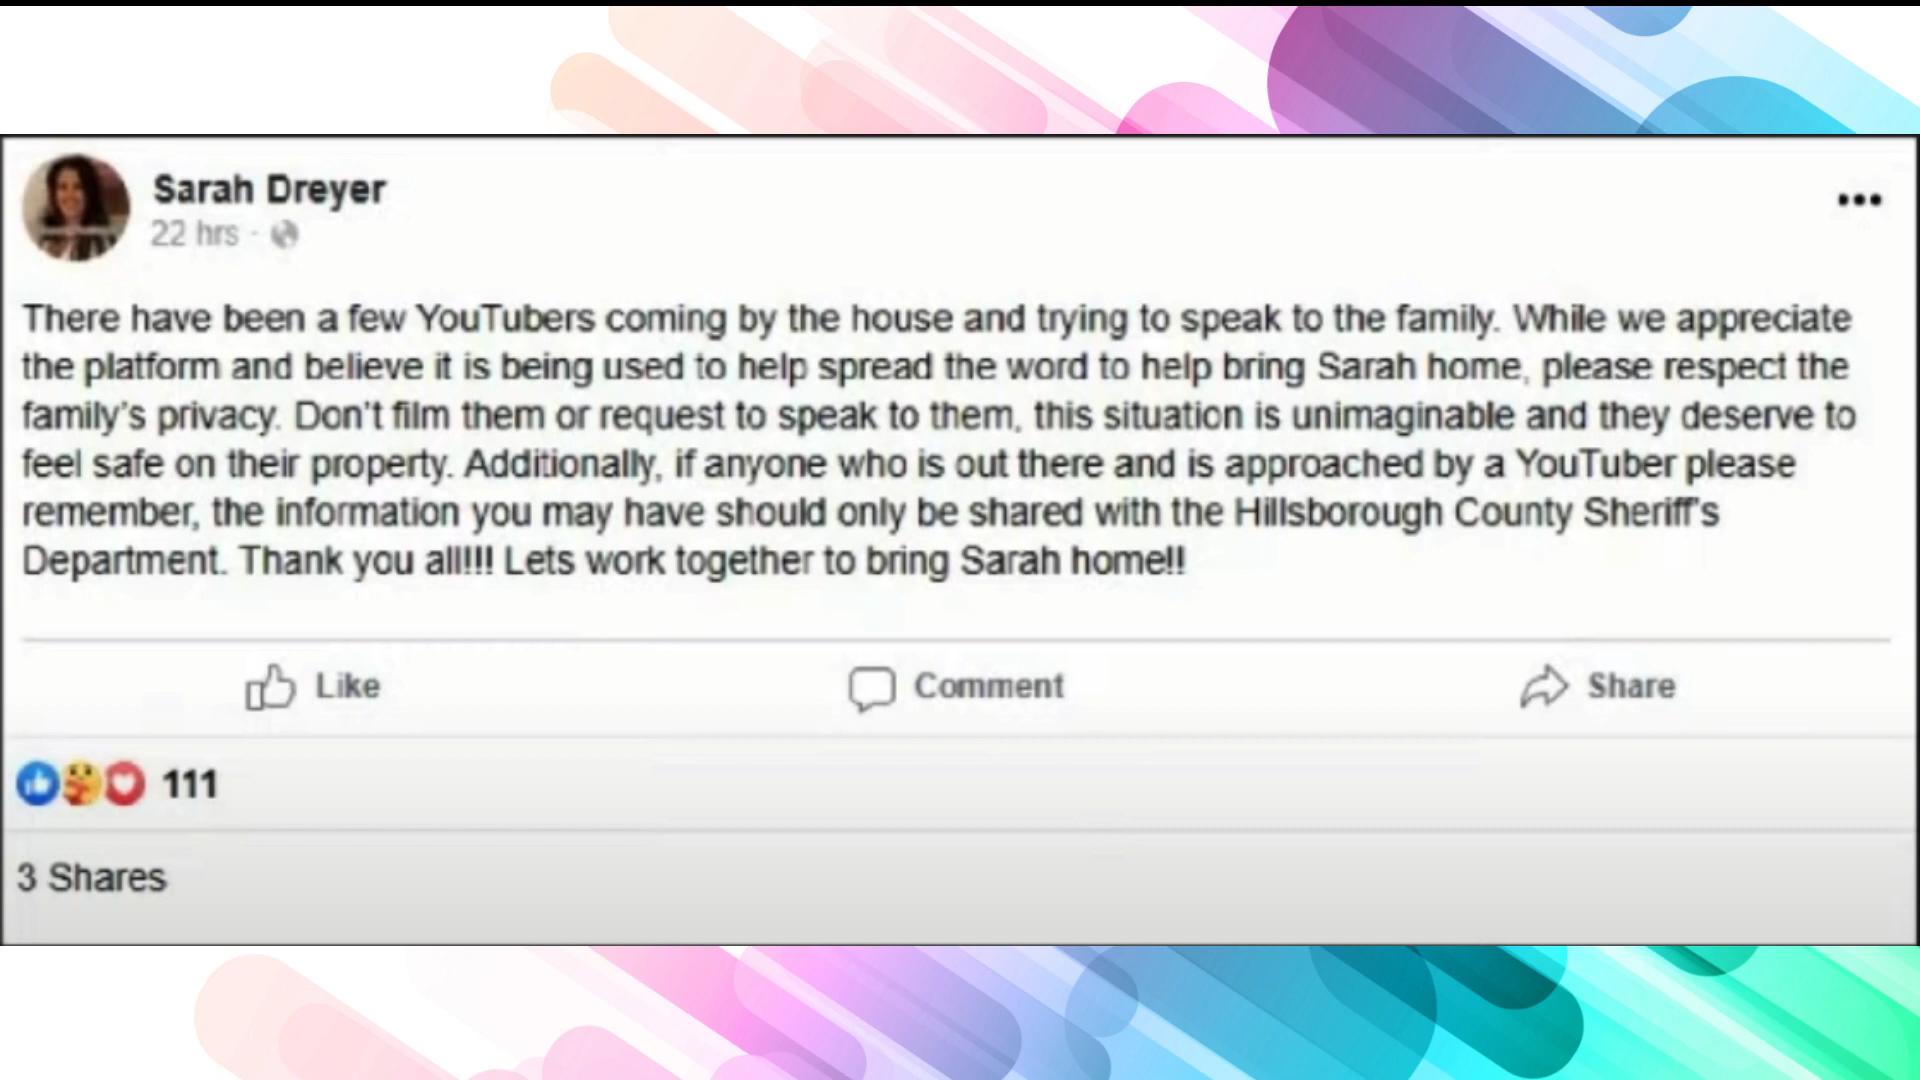 Sarah Dreyer
22 hrs ·
There have been a few YouTubers coming by the house and trying to speak to the family. While we appreciate
the platform and believe it is being used to help spread the word to help bring Sarah home, please respect the
family's privacy. Don't film them or request to speak to them, this situation is unimaginable and they deserve to
feel safe on their property. Additionally, if anyone who is out there and is approached by a YouTuber please
remember, the information you may have should only be shared with the Hillsborough County Sheriff's
Department. Thank you all!!! Lets work together to bring Sarah home!!
Like Comment Share
111
3 Shares